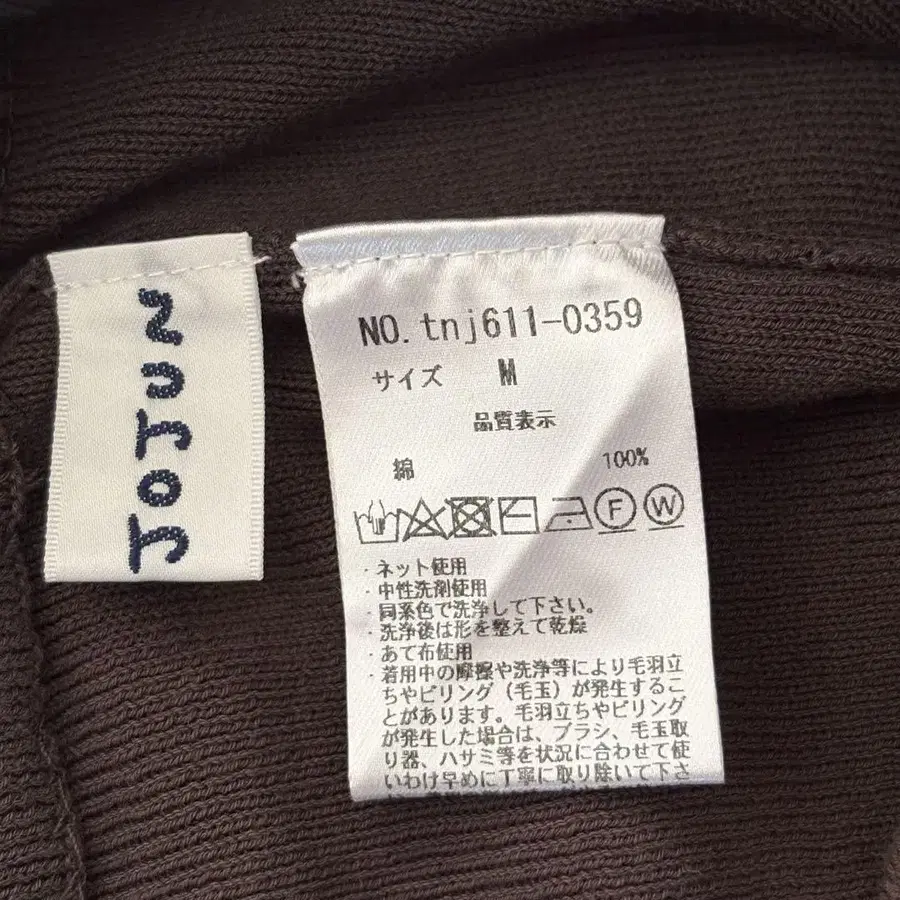 JOJUN
NO.tnj611-0359
サイズ M
品質表示
綿 100%
F W
・ネット使用
・中性洗剤使用
・同系色で洗浄して下さい。
・洗浄後は形を整えて乾燥
・あて布使用
・着用中の摩擦や洗浄等により毛羽立
ちやピリング（毛玉）が発生するこ
とがあります。毛羽立ちやピリング
が発生した場合は、ブラシ、毛玉取
り器、ハサミ等を状況に合わせて使
いわけ早めに丁寧に取り除いて下さ